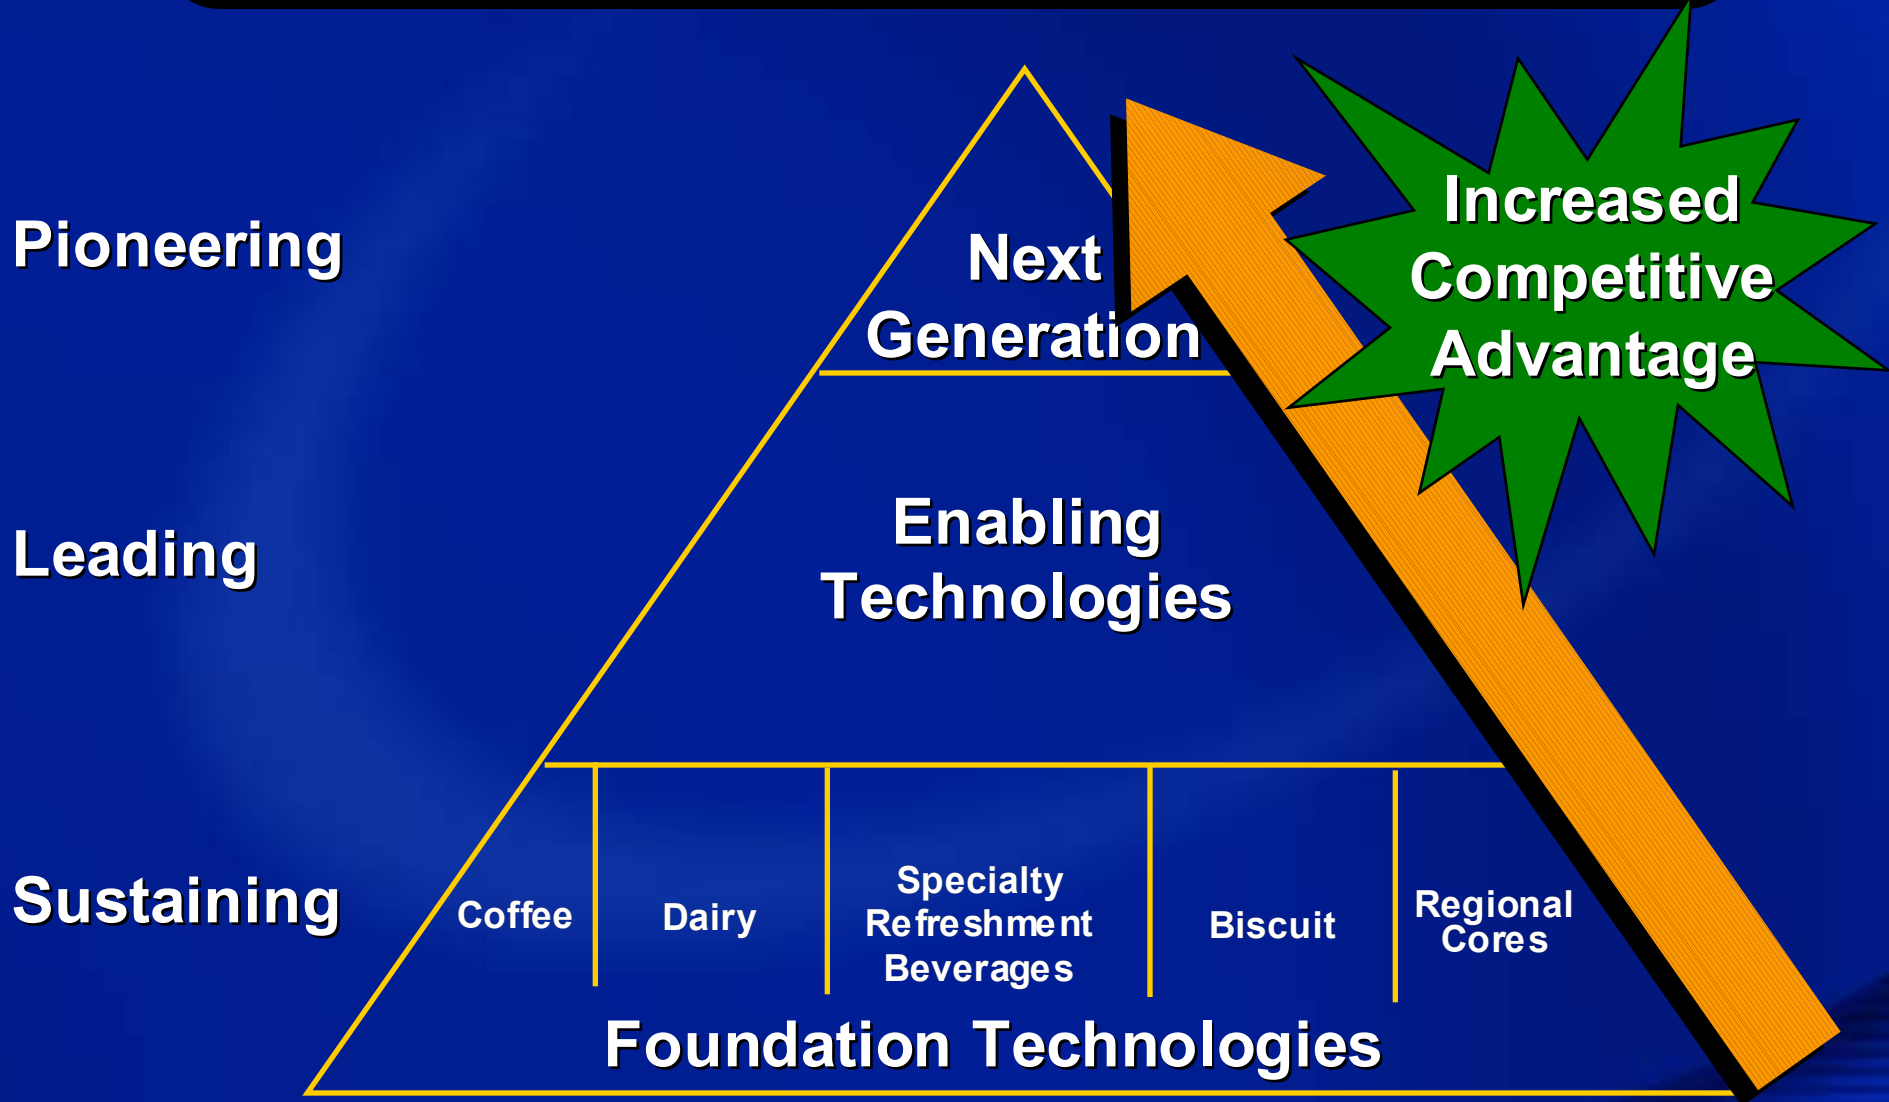 Increased
Competitive
Advantage
Pioneering
Next
Generation
Leading
Enabling
Technologies
Sustaining
Coffee
Dairy
Specialty
Refreshment
Beverages
Biscuit
Regional
Cores
Foundation Technologies